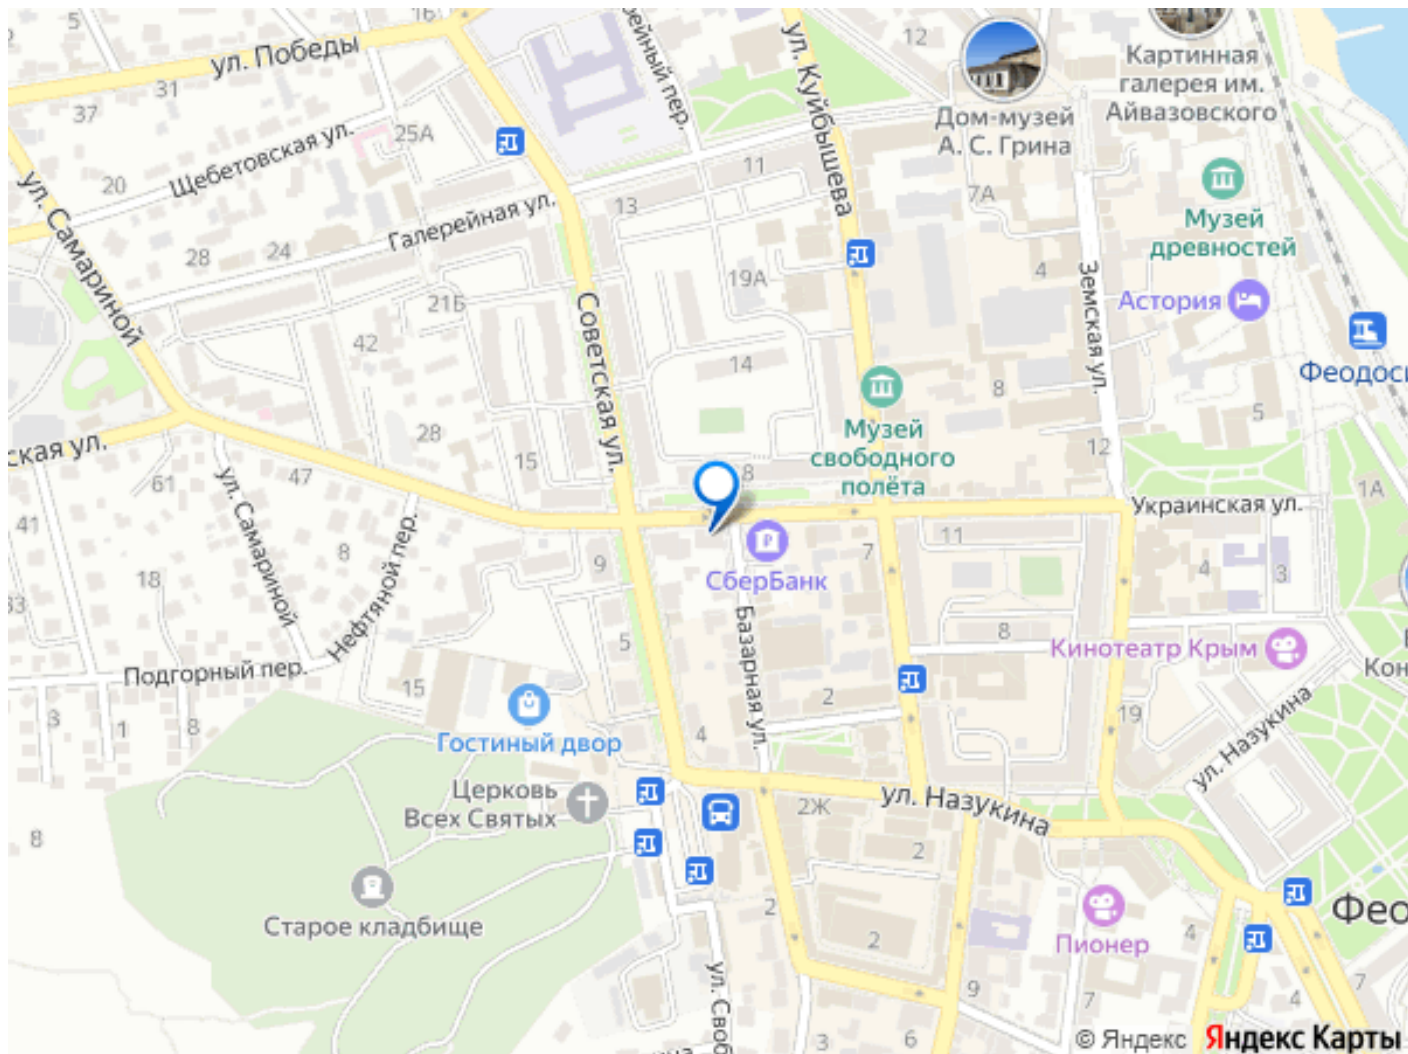 5
16
ул. Победы
31
37
25А
Щебетовская ул.
20
ул. Самариной
Галерейная ул.
28
24
21Б
42
13
11
12
ул. Куйбышева
Дом-музей
А. С. Грина
Картинная
галерея им.
Айвазовского
7А
Музей
древностей
19А
4
Земская ул.
Астория
Советская ул.
14
8
5
Музей
свободного
полёта
28
15
47
61
8
12
1А
Украинская ул.
41
ул. Самариной
8
Нефтяной пер.
18
9
СберБанк
7
11
4
3
Базарная ул.
5
8
Кинотеатр Крым
Подгорный пер.
15
3
1
8
2
19
ул. Назукина
Гостиный двор
4
Церковь
Всех Святых
2Ж
ул. Назукина
8
2
Старое кладбище
2
2
Пионер
4
9
7
4
7
3
6
© Яндекс Яндекс Карты